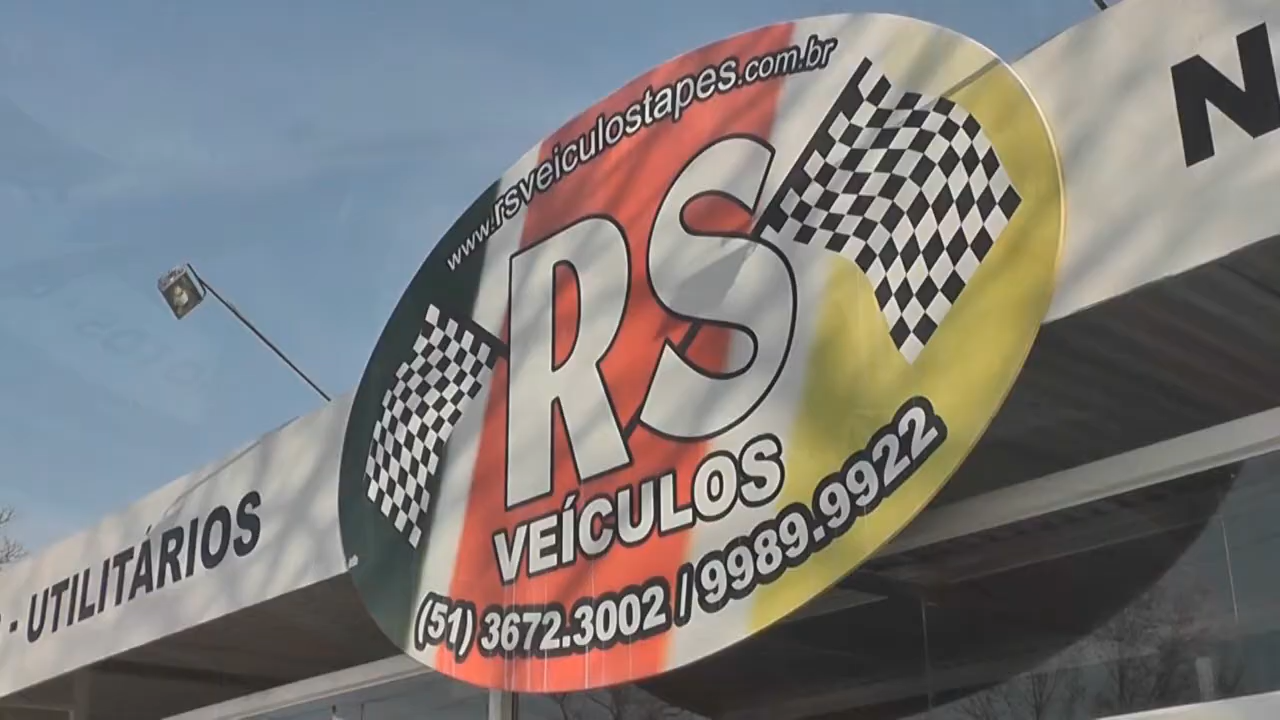 www.rsveiculostapes.com.br
RS
VEÍCULOS
(51) 3672.3002 / 9989.9922
- UTILITÁRIOS
N